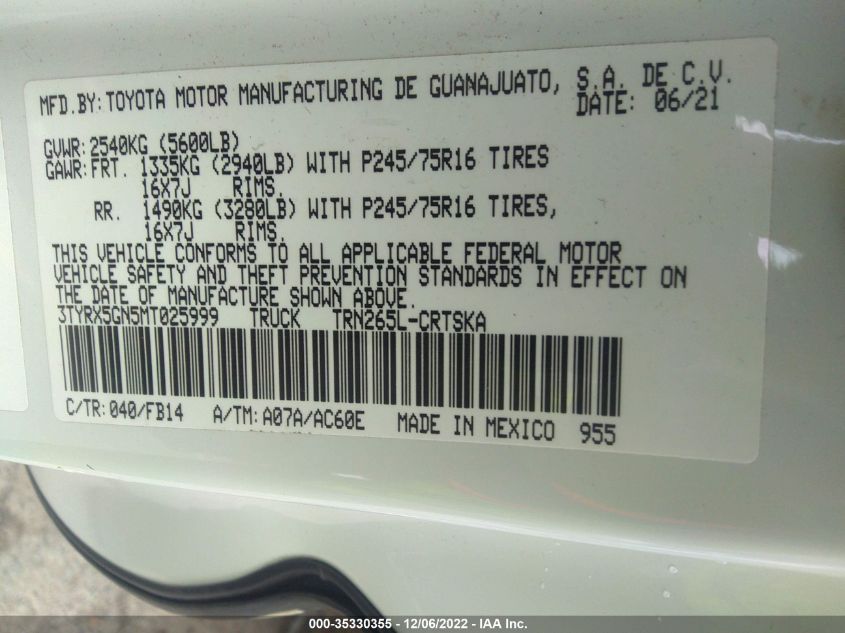 MFD.BY:TOYOTA MOTOR MANUFACTURING DE GUANAJUATO, S.A. DE C.V.
DATE: 06/21
GVWR:2540KG (5600LB)
GAWR:FRT. 1335KG (2940LB) WITH P245/75R16 TIRES
16X7J RIMS,
RR. 1490KG (3280LB) WITH P245/75R16 TIRES,
16X7J RIMS.
THIS VEHICLE CONFORMS TO ALL APPLICABLE FEDERAL MOTOR
VEHICLE SAFETY AND THEFT PREVENTION STANDARDS IN EFFECT ON
THE DATE OF MANUFACTURE SHOWN ABOVE.
3TYRX5GN5MT025999 TRUCK TRN265L-CRTSKA
C/TR:040/FB14 A/TM:A07A/AC60E MADE IN MEXICO 955
000-35330355 - 12/06/2022 - IAA Inc.